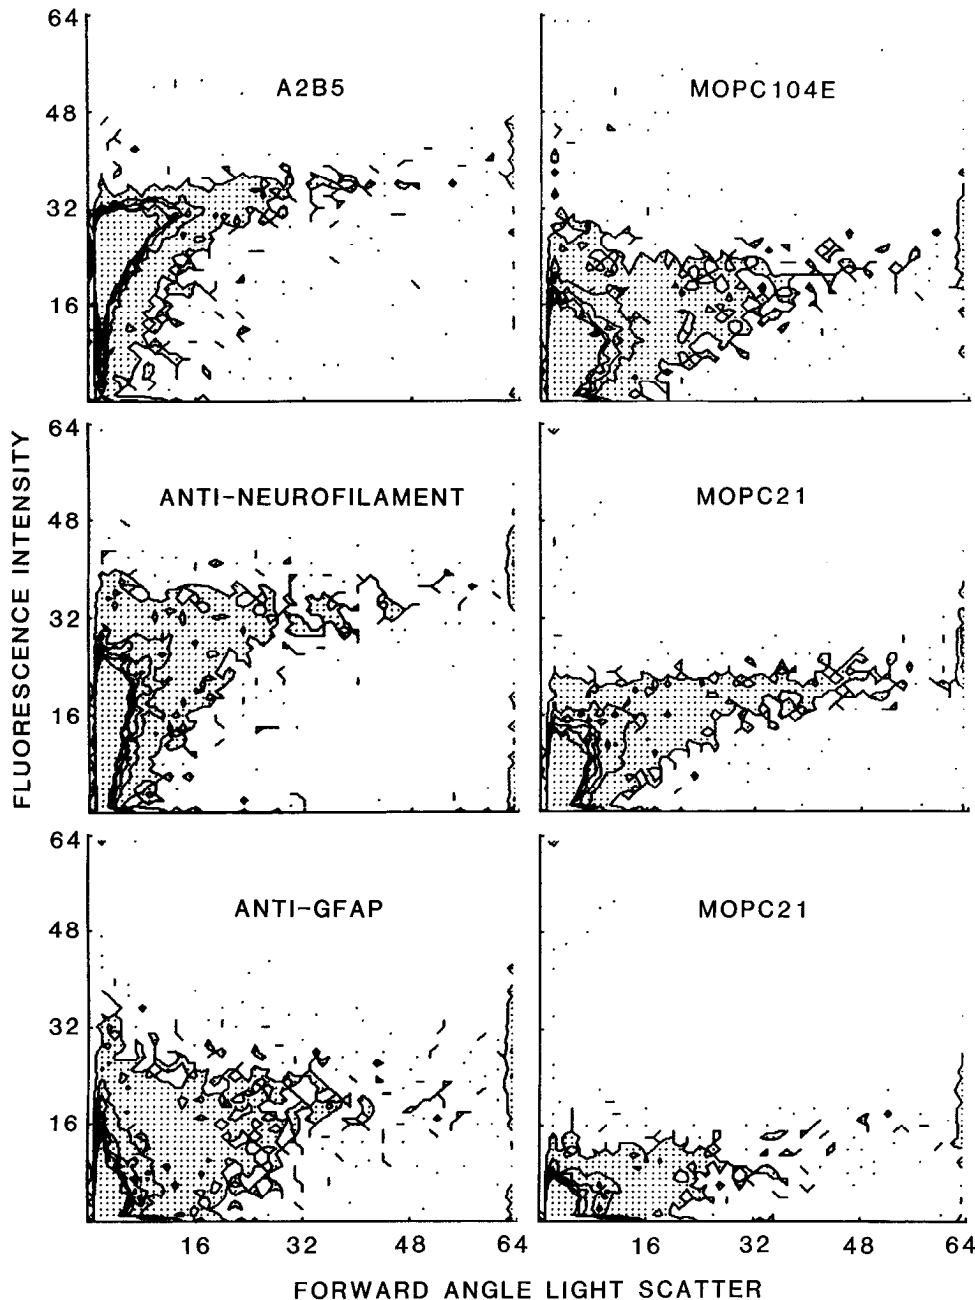 64
A2B5
MOPC104E
48
32
16
64
ANTI-NEUROFILAMENT
MOPC21
48
32
16
FLUORESCENCE INTENSITY
64
ANTI-GFAP
MOPC21
48
32
16
16 32 48 64 16 32 48 64
FORWARD ANGLE LIGHT SCATTER